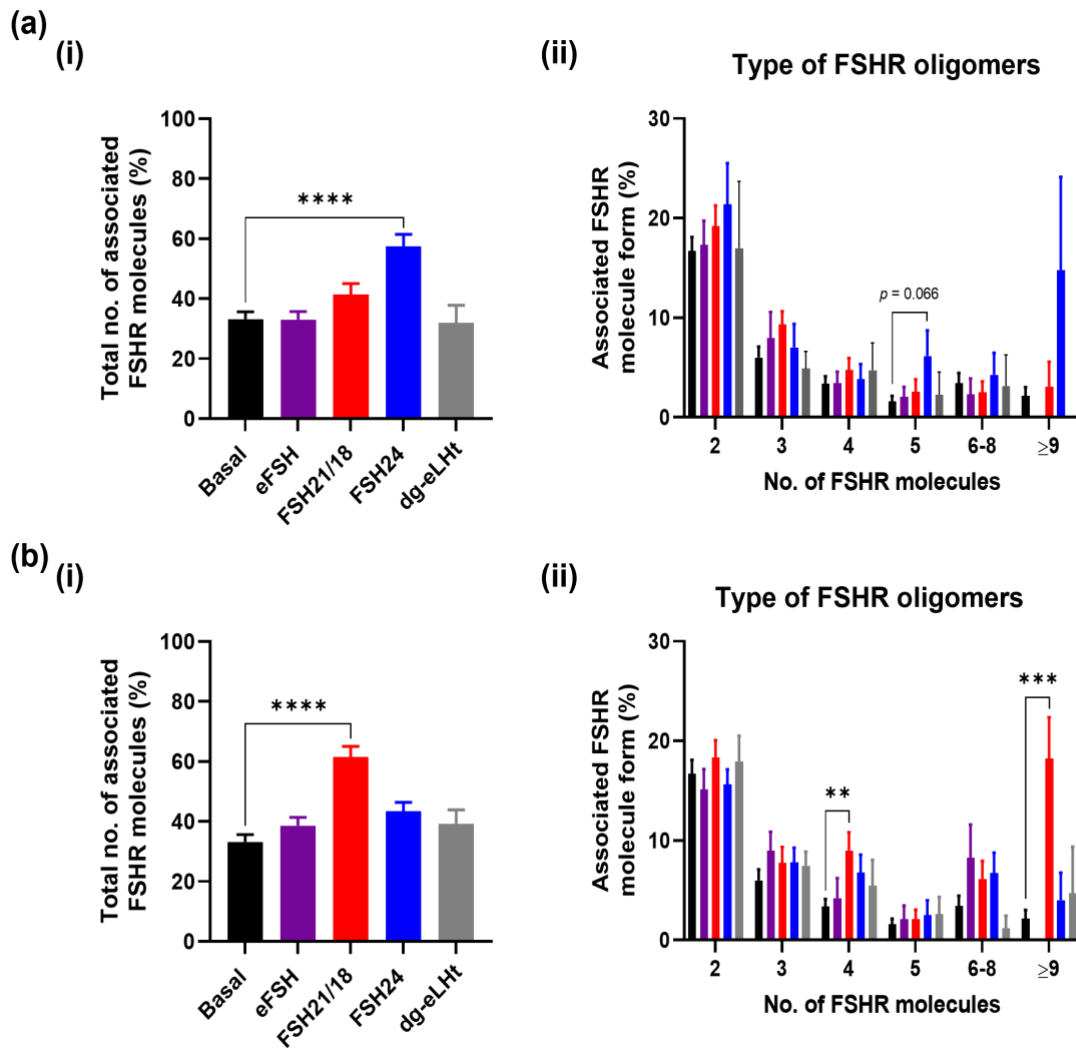 (a)
(i)
Total no. of associated
FSHR molecules (%)
100
80
60
40
20
0
****
Basal
eFSH
FSH21/18
FSH24
dg-eLHt
(ii)
Type of FSHR oligomers
Associated FSHR
molecule form (%)
30
20
10
0
p = 0.066
2
3
4
5
6-8
≥9
No. of FSHR molecules
(b)
(i)
Total no. of associated
FSHR molecules (%)
100
80
60
40
20
0
****
Basal
eFSH
FSH21/18
FSH24
dg-eLHt
(ii)
Type of FSHR oligomers
Associated FSHR
molecule form (%)
30
20
10
0
**
***
2
3
4
5
6-8
≥9
No. of FSHR molecules